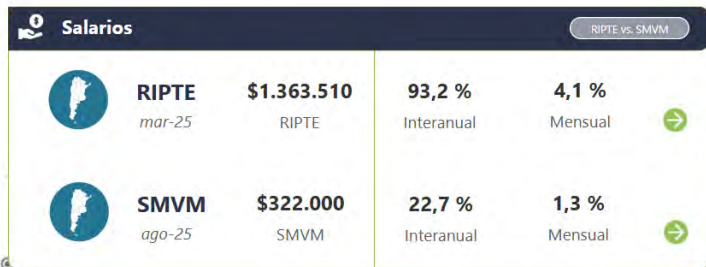 Salarios
RIPTE vs. SMVM
RIPTE $1.363.510 93,2 % 4,1 %
mar-25 RIPTE Interanual Mensual
SMVM $322.000 22,7 % 1,3 %
ago-25 SMVM Interanual Mensual